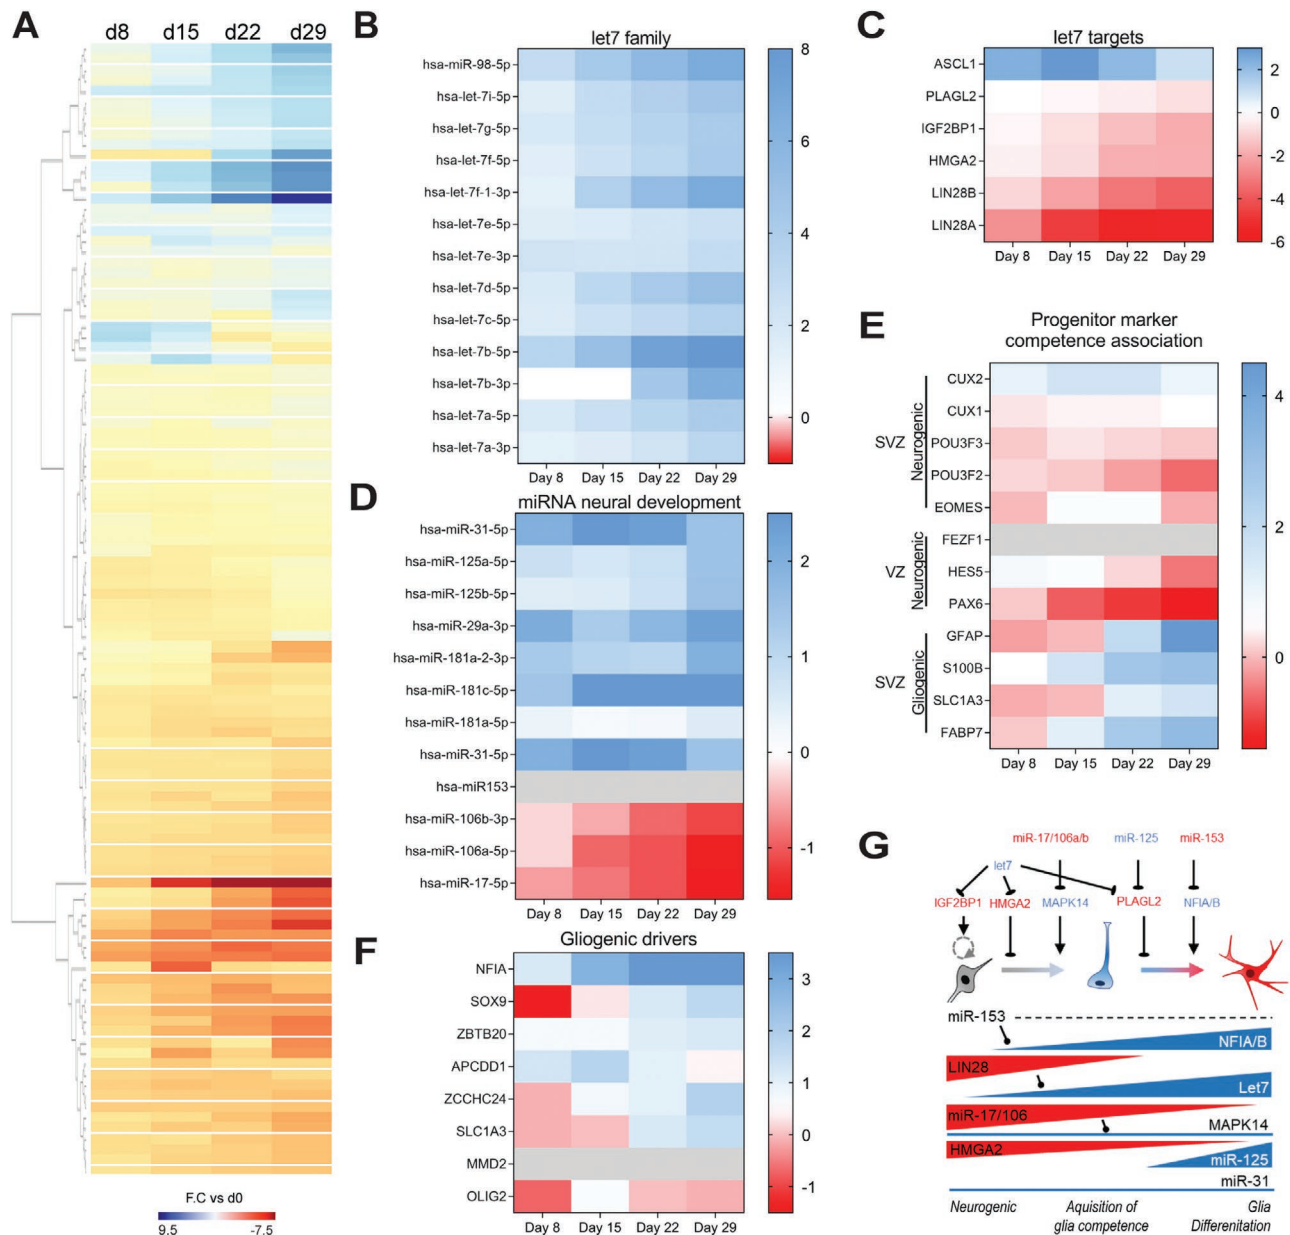 A
d8 d15 d22 d29
F.C vs d0
9.5 -7.5
B
let7 family
hsa-miR-98-5p
hsa-let-7i-5p
hsa-let-7g-5p
hsa-let-7f-5p
hsa-let-7f-1-3p
hsa-let-7e-5p
hsa-let-7e-3p
hsa-let-7d-5p
hsa-let-7c-5p
hsa-let-7b-5p
hsa-let-7b-3p
hsa-let-7a-5p
hsa-let-7a-3p
Day 8 Day 15 Day 22 Day 29
8
6
4
2
0
C
let7 targets
ASCL1
PLAGL2
IGF2BP1
HMGA2
LIN28B
LIN28A
Day 8 Day 15 Day 22 Day 29
2
0
-2
-4
-6
D
miRNA neural development
hsa-miR-31-5p
hsa-miR-125a-5p
hsa-miR-125b-5p
hsa-miR-29a-3p
hsa-miR-181a-2-3p
hsa-miR-181c-5p
hsa-miR-181a-5p
hsa-miR-31-5p
hsa-miR153
hsa-miR-106b-3p
hsa-miR-106a-5p
hsa-miR-17-5p
Day 8 Day 15 Day 22 Day 29
2
1
0
-1
E
Progenitor marker
competence association
SVZ
Neurogenic
CUX2
CUX1
POU3F3
POU3F2
EOMES
VZ
Neurogenic
FEZF1
HES5
PAX6
SVZ
Gliogenic
GFAP
S100B
SLC1A3
FABP7
Day 8 Day 15 Day 22 Day 29
4
2
0
F
Gliogenic drivers
NFIA
SOX9
ZBTB20
APCDD1
ZCCHC24
SLC1A3
MMD2
OLIG2
Day 8 Day 15 Day 22 Day 29
3
2
1
0
-1
G
miR-17/106a/b miR-125 miR-153
let7
IGF2BP1 HMGA2 MAPK14 PLAGL2 NFIA/B
miR-153
NFIA/B
LIN28
Let7
miR-17/106
MAPK14
HMGA2
miR-125
miR-31
Neurogenic Aquisition of Glia
glia competence Differenitation